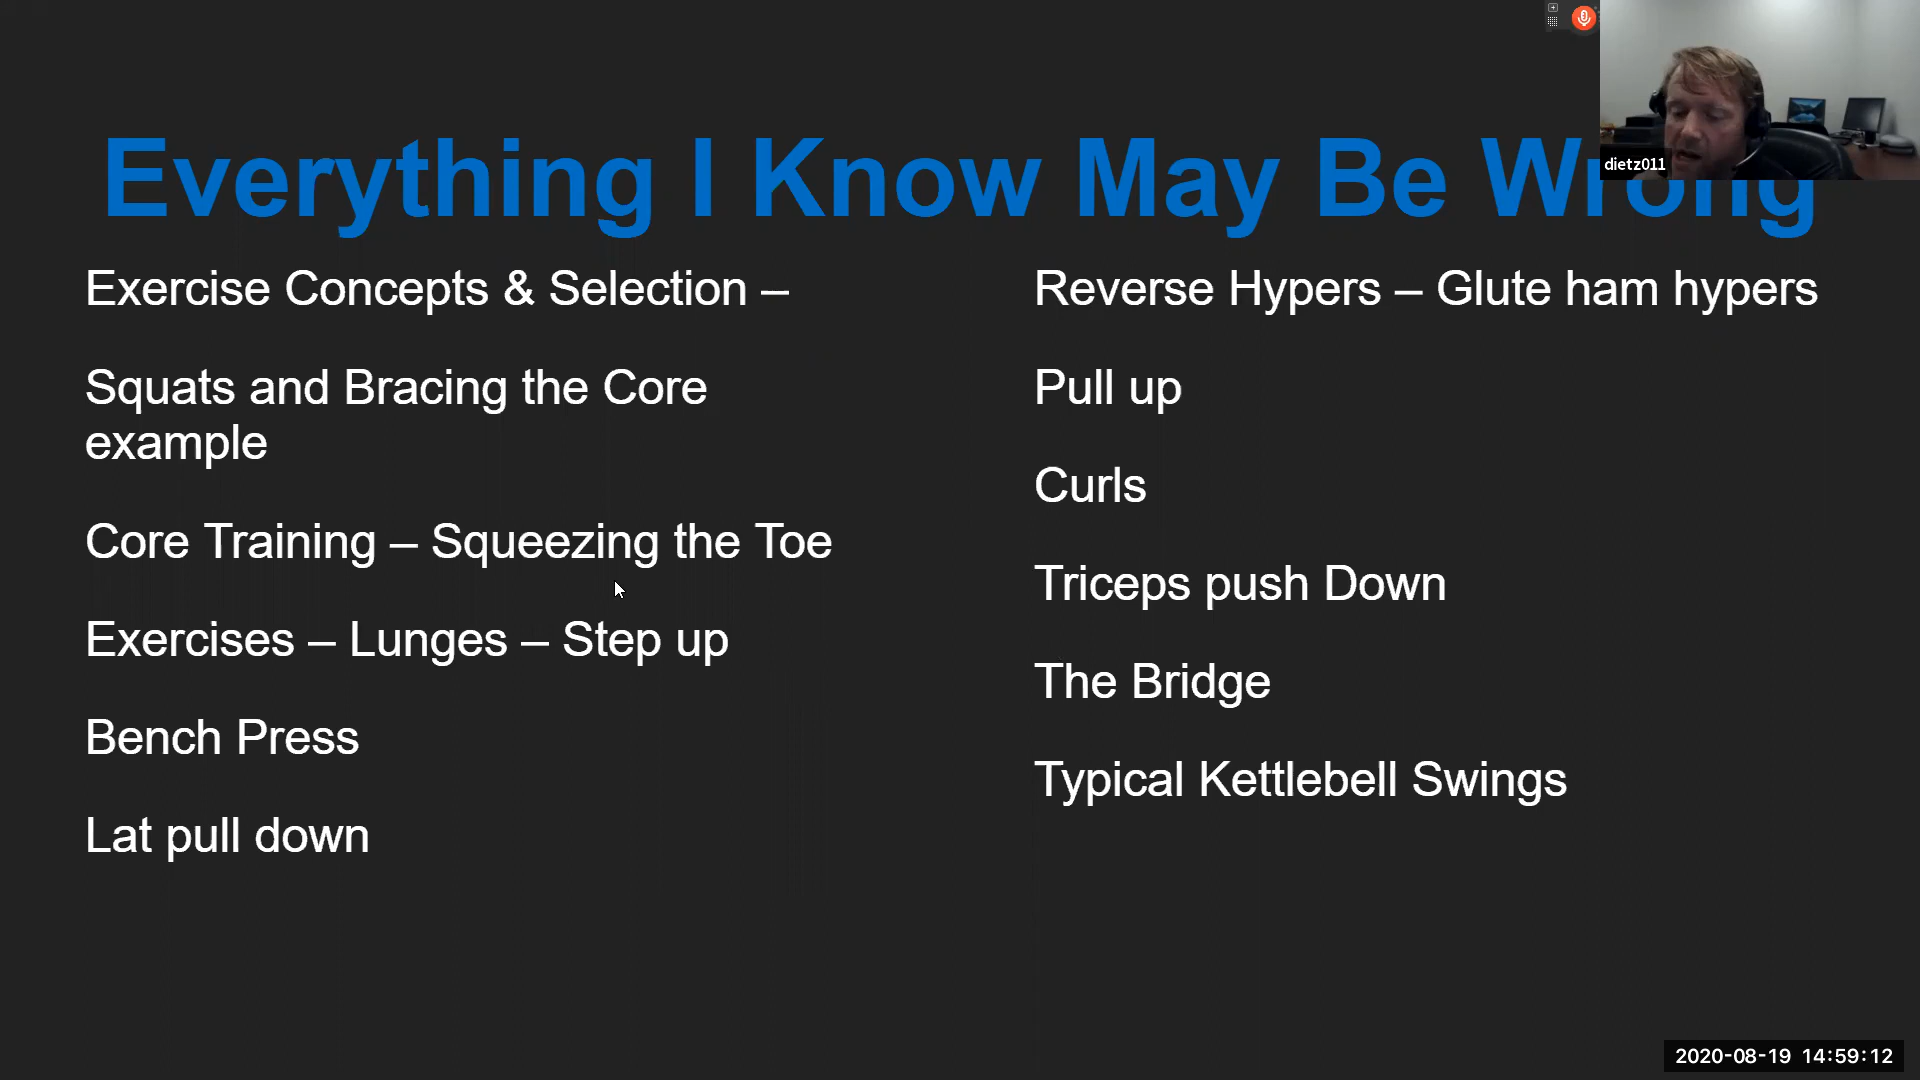 Everything I Know May Be Wrong
Exercise Concepts & Selection –
Squats and Bracing the Core
example
Core Training – Squeezing the Toe
Exercises – Lunges – Step up
Bench Press
Lat pull down
Reverse Hypers – Glute ham hypers
Pull up
Curls
Triceps push Down
The Bridge
Typical Kettlebell Swings
dietz011
2020-08-19 14:59:12